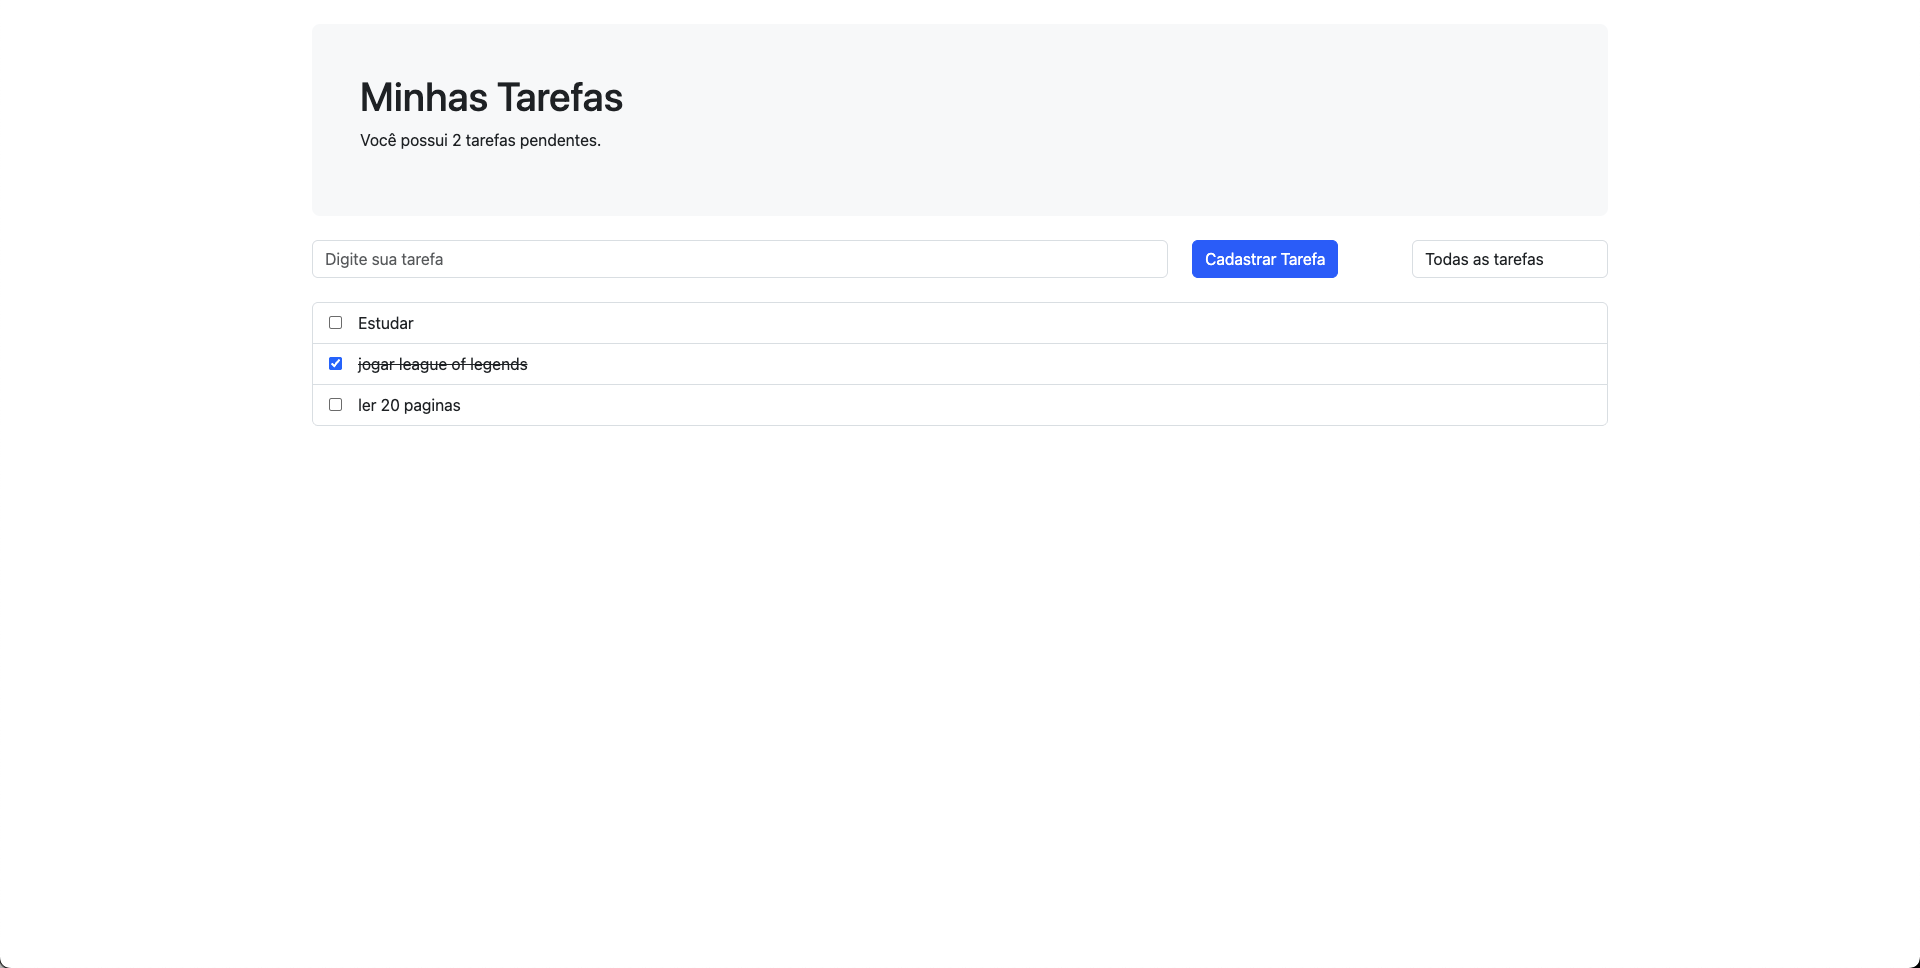 Minhas Tarefas
Você possui 2 tarefas pendentes.
Digite sua tarefa
Cadastrar Tarefa
Todas as tarefas
Estudar
jogar league of legends
ler 20 paginas